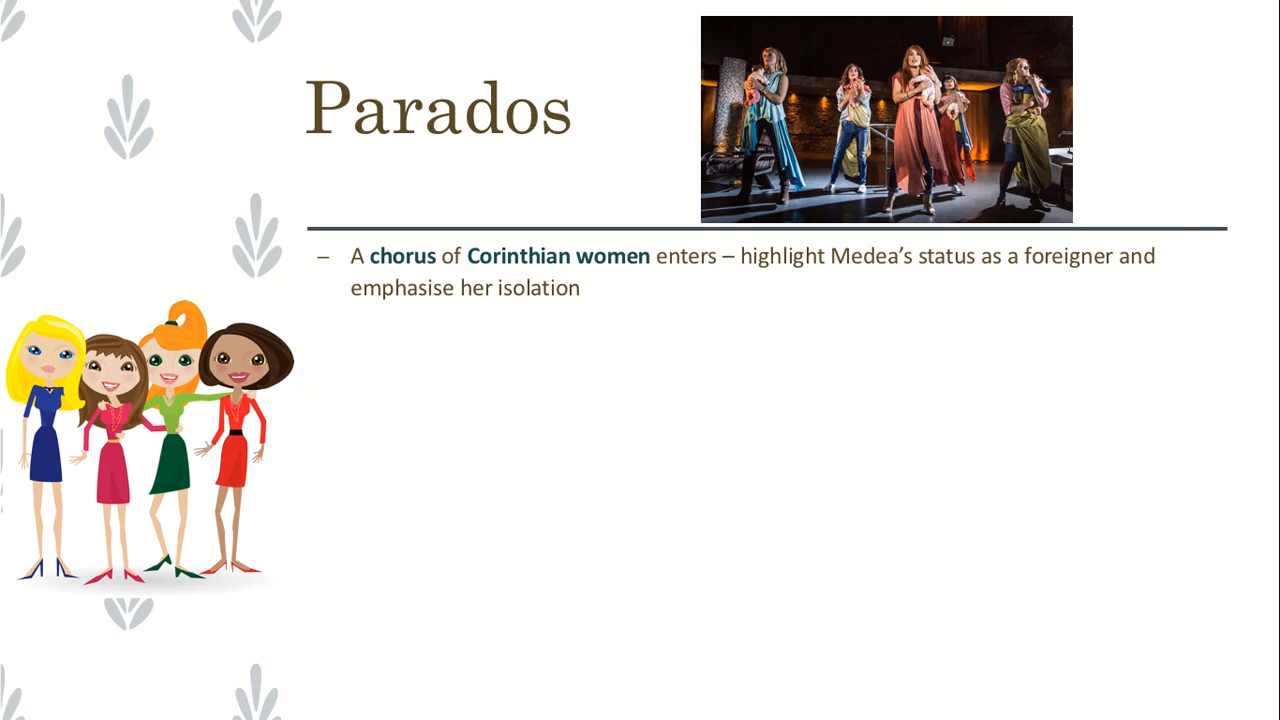 Parados
– A chorus of Corinthian women enters – highlight Medea’s status as a foreigner and
emphasise her isolation